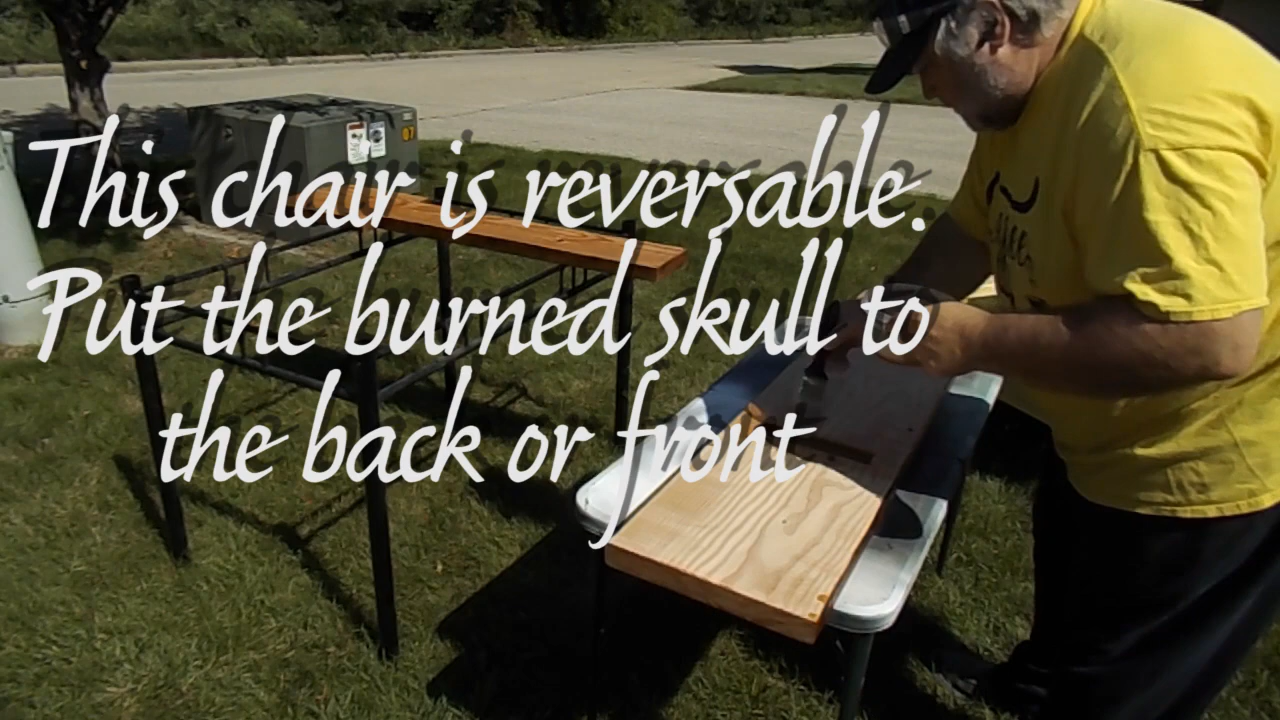 This chair is reversable.
Put the burned skull to
the back or front